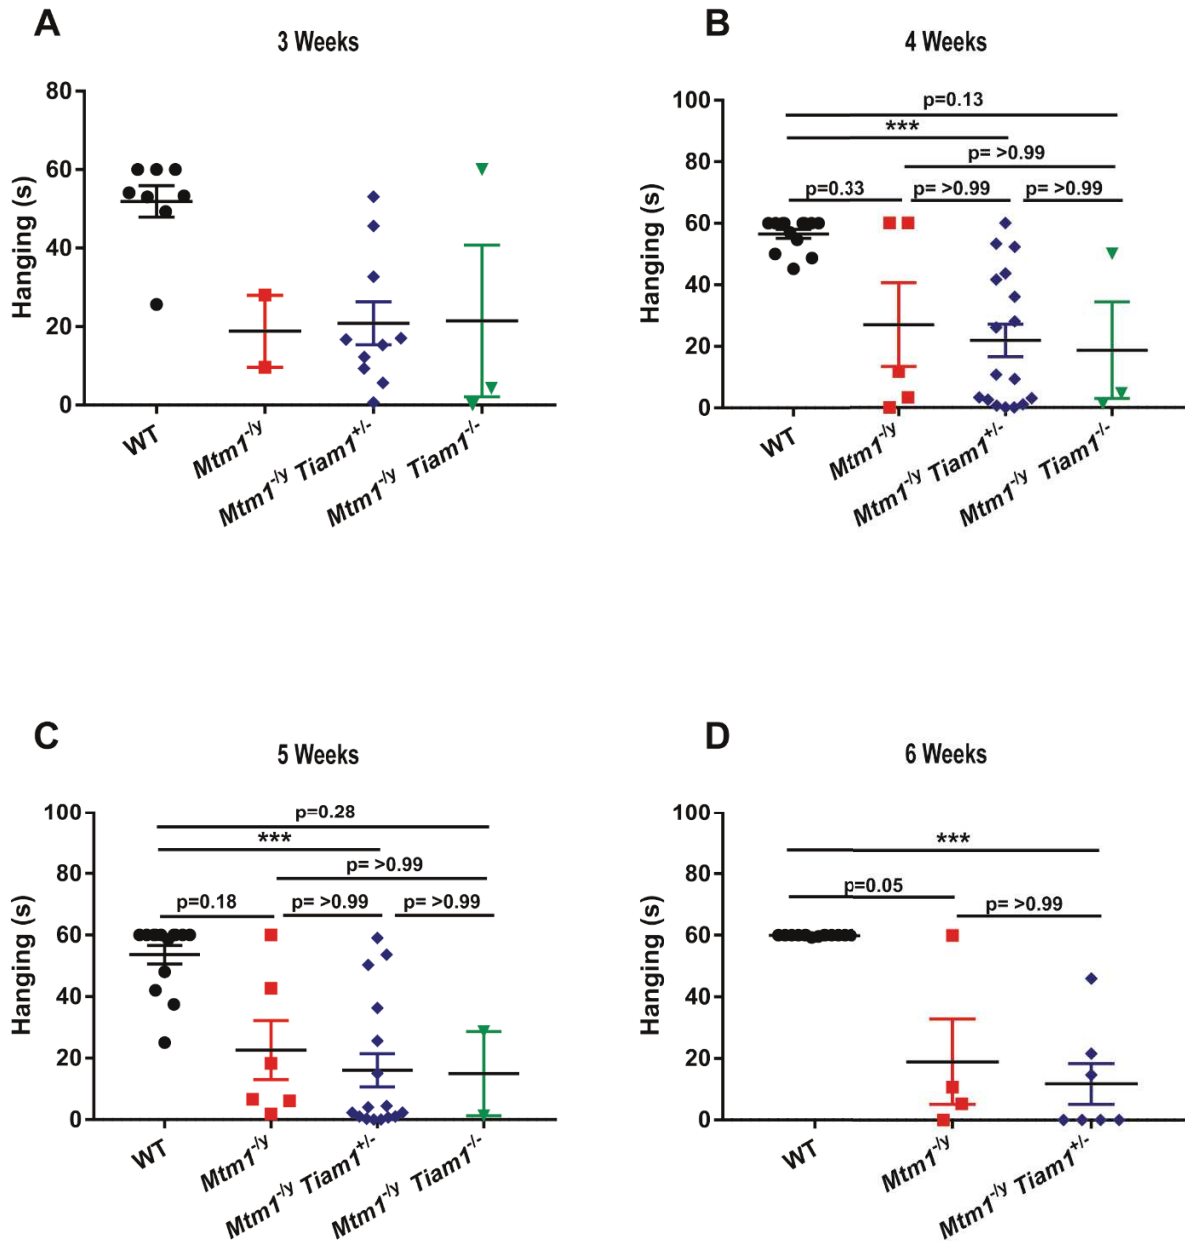 A
3 Weeks
Hanging (s)
80
60
40
20
0
WT
Mtm1-/y
Mtm1-/y Tiam1+/-
Mtm1-/y Tiam1-/-
B
4 Weeks
Hanging (s)
100
80
60
40
20
0
p=0.13
***
p= >0.99
p=0.33
p= >0.99
p= >0.99
WT
Mtm1-/y
Mtm1-/y Tiam1+/-
Mtm1-/y Tiam1-/-
C
5 Weeks
Hanging (s)
100
80
60
40
20
0
p=0.28
***
p= >0.99
p=0.18
p= >0.99
p= >0.99
WT
Mtm1-/y
Mtm1-/y Tiam1+/-
Mtm1-/y Tiam1-/-
D
6 Weeks
Hanging (s)
100
80
60
40
20
0
***
p=0.05
p= >0.99
WT
Mtm1-/y
Mtm1-/y Tiam1+/-